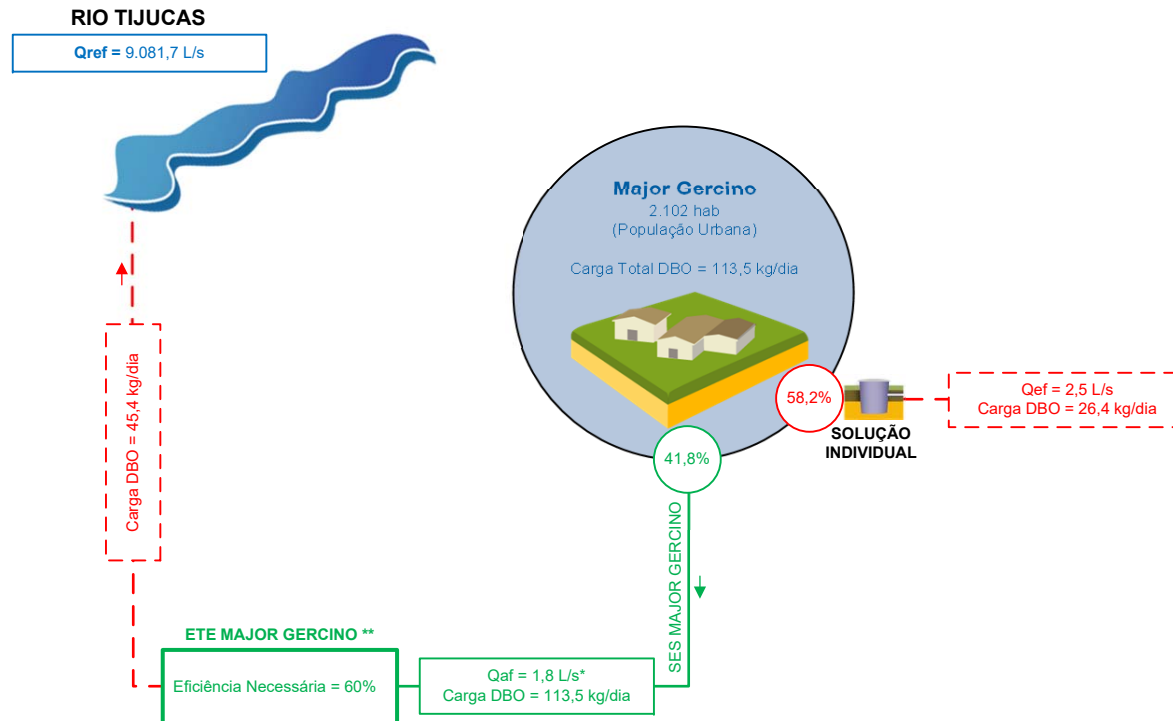 RIO TIJUCAS
Qref = 9.081,7 L/s
Major Gercino
2.102 hab
(População Urbana)
Carga Total DBO = 113,5 kg/dia
58,2%
SOLUÇÃO
INDIVIDUAL
Qef = 2,5 L/s
Carga DBO = 26,4 kg/dia
41,8%
SES MAJOR GERCINO
Carga DBO = 45,4 kg/dia
ETE MAJOR GERCINO **
Eficiência Necessária = 60%
Qaf = 1,8 L/s*
Carga DBO = 113,5 kg/dia